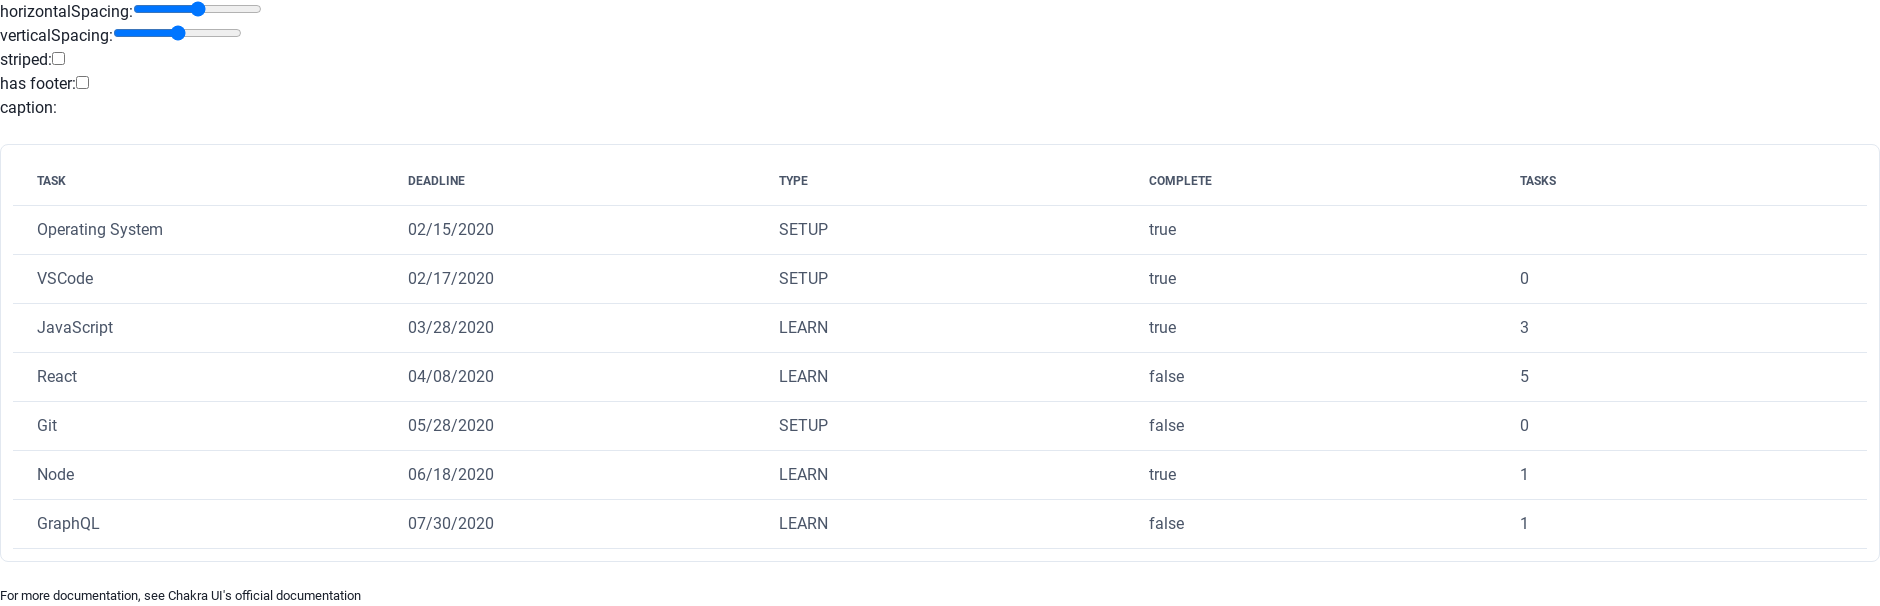 horizontalSpacing:
verticalSpacing:
striped:
has footer:
caption:
TASK DEADLINE TYPE COMPLETE TASKS
Operating System 02/15/2020 SETUP true
VSCode 02/17/2020 SETUP true 0
JavaScript 03/28/2020 LEARN true 3
React 04/08/2020 LEARN false 5
Git 05/28/2020 SETUP false 0
Node 06/18/2020 LEARN true 1
GraphQL 07/30/2020 LEARN false 1
For more documentation, see Chakra UI's official documentation